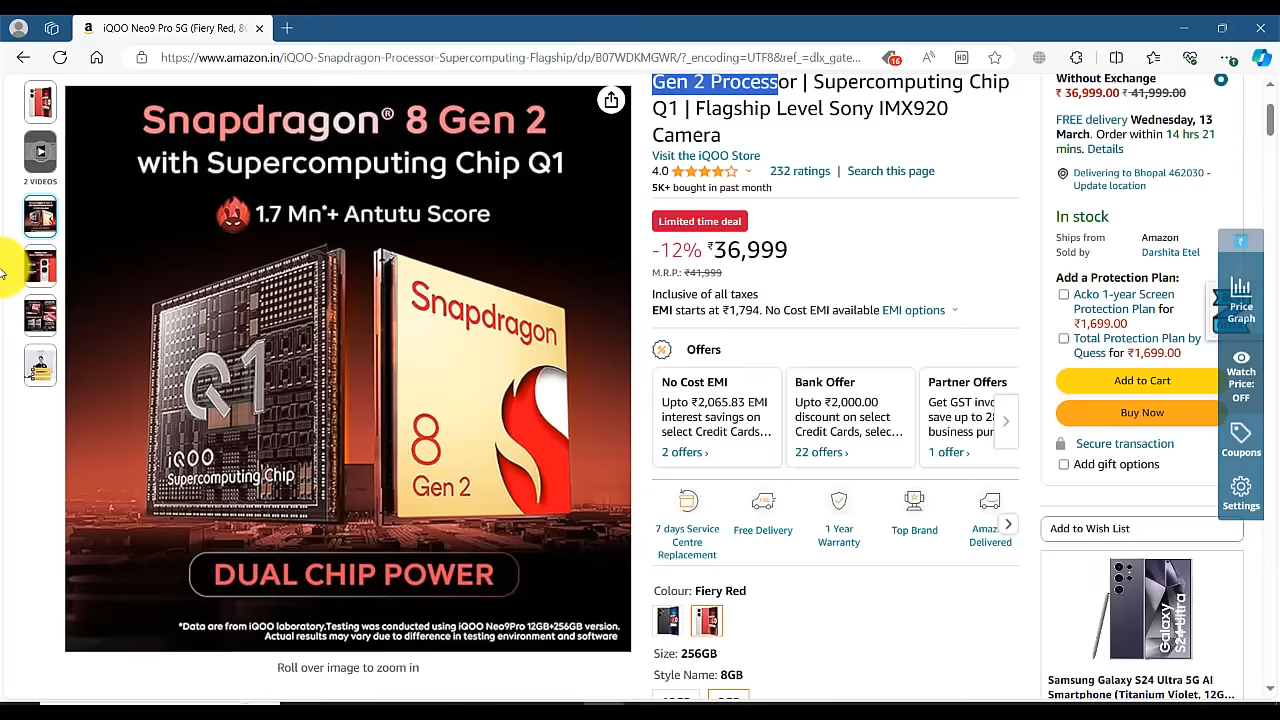 iQOO Neo9 Pro 5G (Fiery Red, 8G
https://www.amazon.in/iQOO-Snapdragon-Processor-Supercomputing-Flagship/dp/B07WDKMGWR/?_encoding=UTF8&ref_=dlx_gate...
16
2 VIDEOS
Snapdragon® 8 Gen 2
with Supercomputing Chip Q1
1.7 Mn*+ Antutu Score
Q1
iQOO
Supercomputing Chip
Snapdragon
8
Gen 2
DUAL CHIP POWER
*Data are from iQOO laboratory.Testing was conducted using iQOO Neo9Pro 12GB+256GB version.
Actual results may vary due to difference in testing environment and software
Roll over image to zoom in
Gen 2 Processor | Supercomputing Chip
Q1 | Flagship Level Sony IMX920
Camera
Visit the iQOO Store
4.0 232 ratings | Search this page
5K+ bought in past month
Limited time deal
-12% ₹36,999
M.R.P.: ₹41,999
Inclusive of all taxes
EMI starts at ₹1,794. No Cost EMI available EMI options
Offers
No Cost EMI
Upto ₹2,065.83 EMI
interest savings on
select Credit Cards…
2 offers ›
Bank Offer
Upto ₹2,000.00
discount on select
Credit Cards, selec…
22 offers ›
Partner Offers
Get GST invo
save up to 28
business pur
1 offer ›
7 days Service
Centre
Replacement
FREE
Free Delivery
1 Year
Warranty
Top Brand
Amaz
Delivered
Colour: Fiery Red
Size: 256GB
Style Name: 8GB
Without Exchange
₹ 36,999.00 ₹ 41,999.00
FREE delivery Wednesday, 13
March. Order within 14 hrs 21
mins. Details
Delivering to Bhopal 462030 -
Update location
In stock
Ships from Amazon
Sold by Darshita Etel
Add a Protection Plan:
Acko 1-year Screen
Protection Plan for
₹1,699.00
Total Protection Plan by
Quess for ₹1,699.00
Add to Cart
Buy Now
Secure transaction
Add gift options
Add to Wish List
Galaxy
S24 Ultra
Samsung Galaxy S24 Ultra 5G AI
Smartphone (Titanium Violet, 12G...
Price
Graph
Watch
Price:
OFF
Coupons
Settings